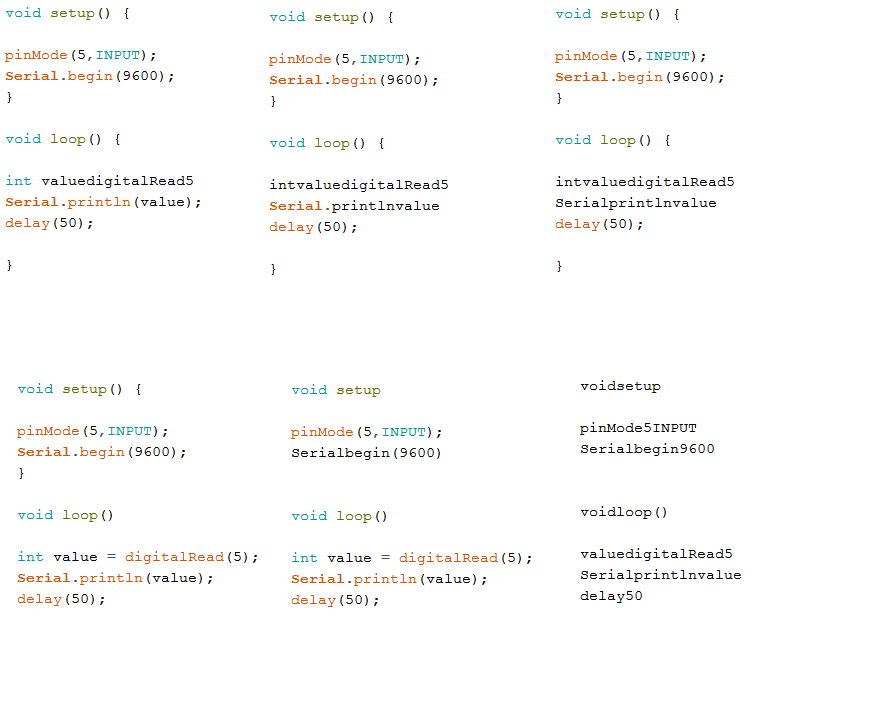 void setup() {
pinMode(5,INPUT);
Serial.begin(9600);
}
void loop() {
int valuedigitalRead5
Serial.println(value);
delay(50);
}
void setup() {
pinMode(5,INPUT);
Serial.begin(9600);
}
void loop() {
intvaluedigitalRead5
Serial.printlnvalue
delay(50);
}
void setup() {
pinMode(5,INPUT);
Serial.begin(9600);
}
void loop() {
intvaluedigitalRead5
Serialprintlnvalue
delay(50);
}
void setup() {
pinMode(5,INPUT);
Serial.begin(9600);
}
void loop()
int value = digitalRead(5);
Serial.println(value);
delay(50);
void setup
pinMode(5,INPUT);
Serialbegin(9600)
void loop()
int value = digitalRead(5);
Serial.println(value);
delay(50);
voidsetup
pinMode5INPUT
Serialbegin9600
voidloop()
valuedigitalRead5
Serialprintlnvalue
delay50